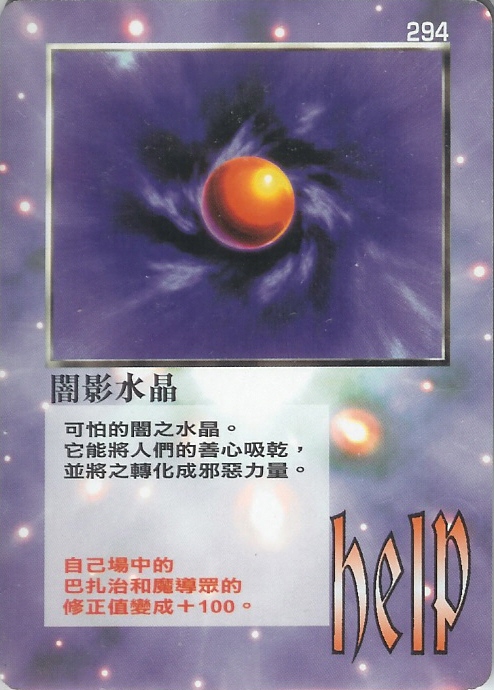 294
闇影水晶
可怕的闇之水晶。
它能將人們的善心吸乾，
並將之轉化成邪惡力量。
自己場中的
巴扎治和魔導眾的
修正值變成＋100。
help